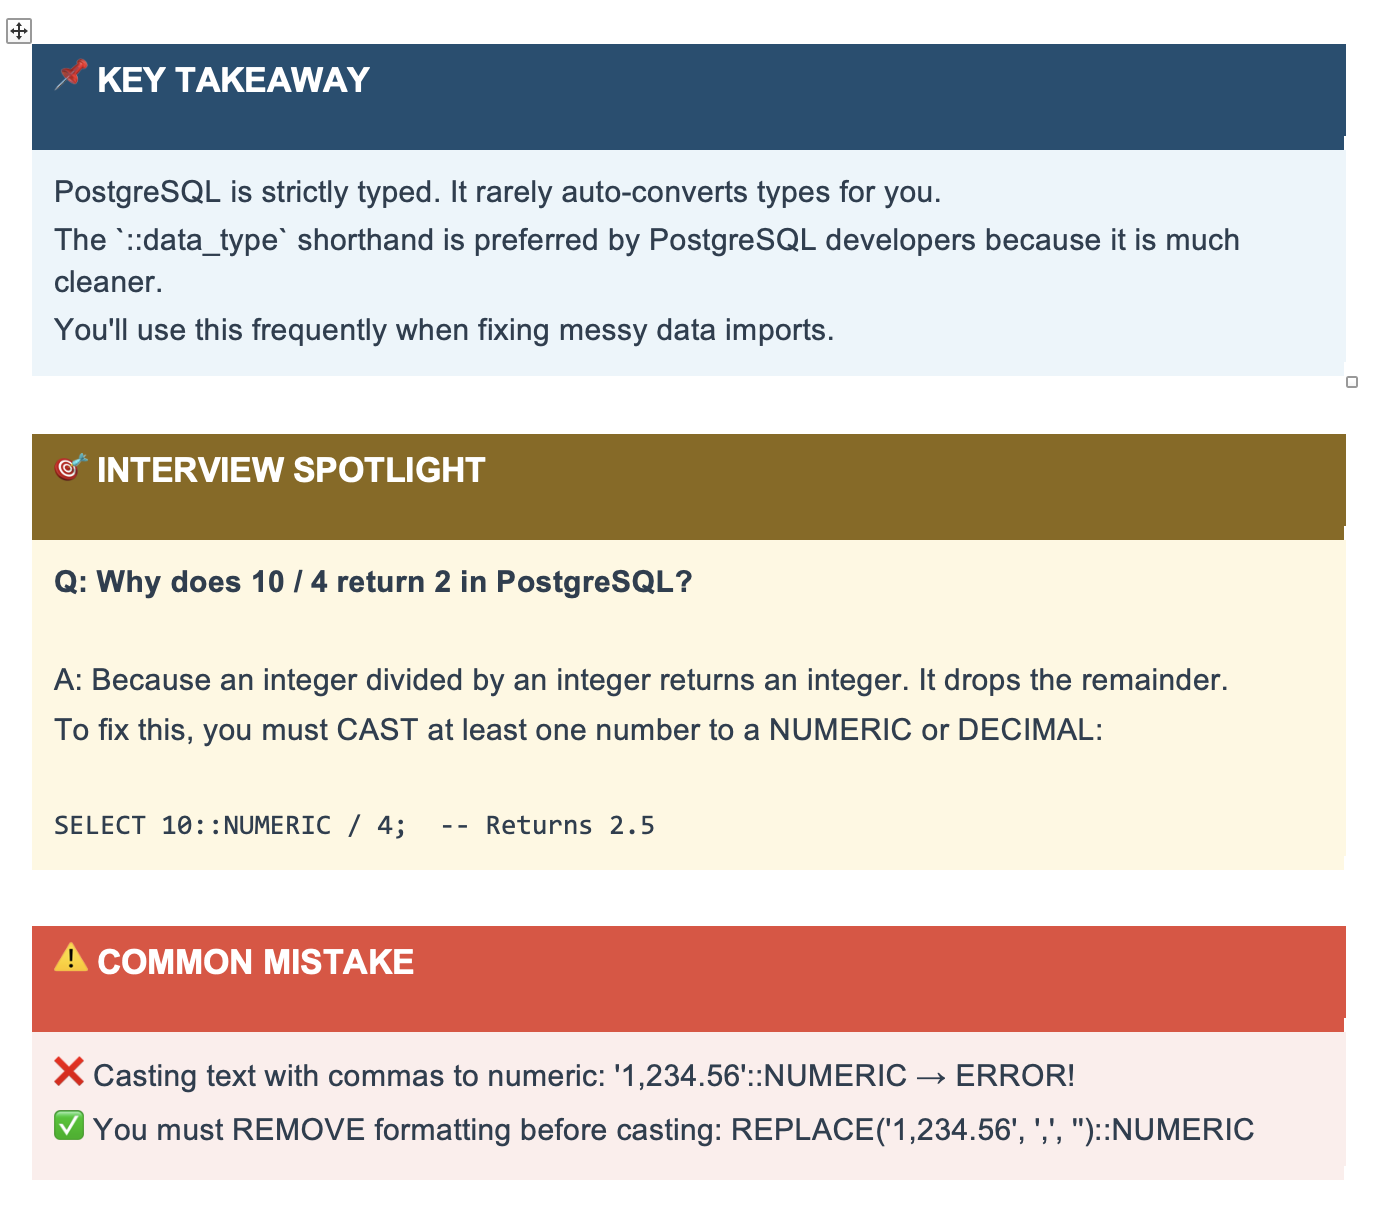 📌 KEY TAKEAWAY
PostgreSQL is strictly typed. It rarely auto-converts types for you.
The `::data_type` shorthand is preferred by PostgreSQL developers because it is much
cleaner.
You'll use this frequently when fixing messy data imports.
🎯 INTERVIEW SPOTLIGHT
Q: Why does 10 / 4 return 2 in PostgreSQL?
A: Because an integer divided by an integer returns an integer. It drops the remainder.
To fix this, you must CAST at least one number to a NUMERIC or DECIMAL:
SELECT 10::NUMERIC / 4;  -- Returns 2.5
⚠️ COMMON MISTAKE
❌ Casting text with commas to numeric: '1,234.56'::NUMERIC → ERROR!
✅ You must REMOVE formatting before casting: REPLACE('1,234.56', ',', '')::NUMERIC